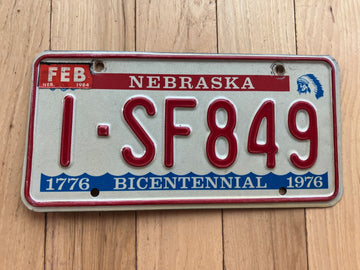 FEB
NEB. 1984
NEBRASKA
1-SF849
1776 BICENTENNIAL 1976